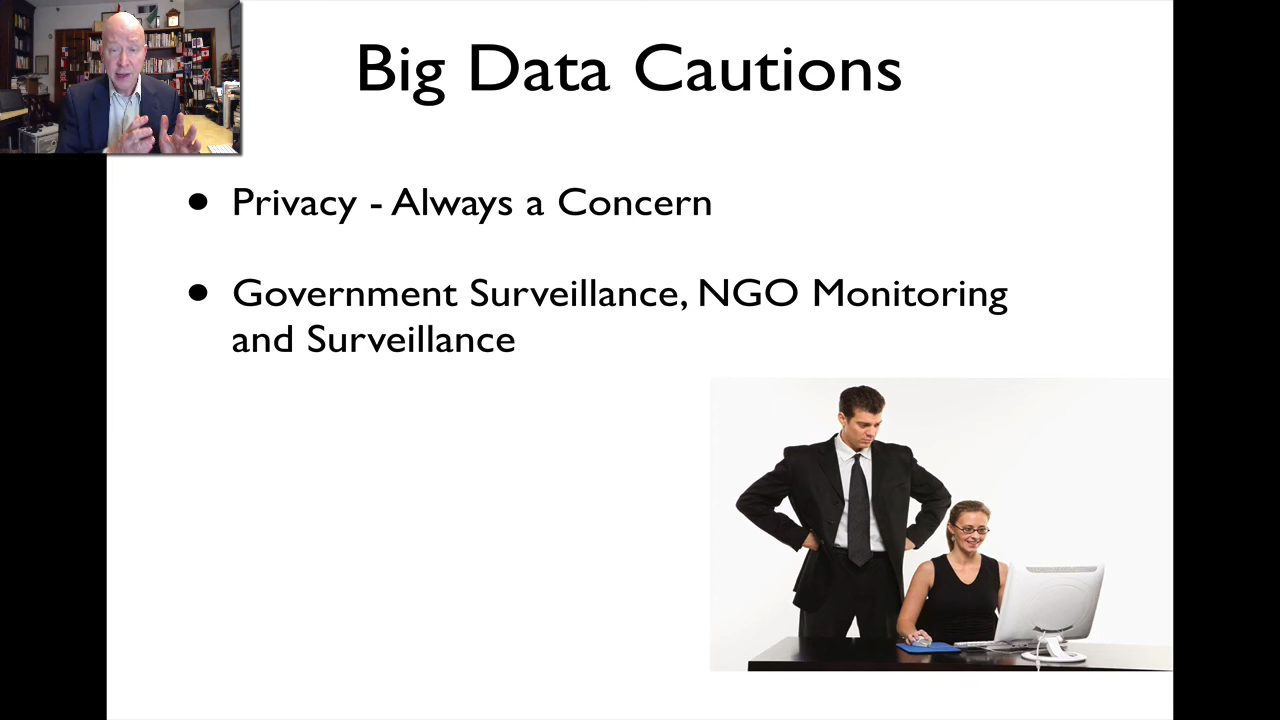 Big Data Cautions
• Privacy - Always a Concern
• Government Surveillance, NGO Monitoring
and Surveillance